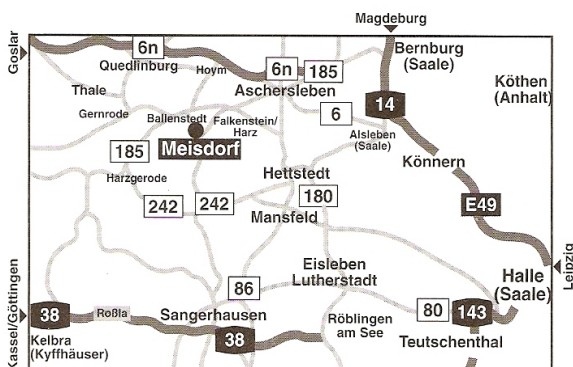 Magdeburg
Goslar
6n
Quedlinburg
Hoym
6n
185
Bernburg
(Saale)
Thale
Aschersleben
Köthen
(Anhalt)
Gernrode
Ballenstedt
Falkenstein/
Harz
6
14
Alsleben
(Saale)
185
Meisdorf
Könnern
Harzgerode
Hettstedt
242
242
180
E49
Mansfeld
Leipzig
Eisleben
Lutherstadt
Halle
(Saale)
86
Kassel/Göttingen
38
Roßla
Sangerhausen
Röblingen
am See
80
143
Kelbra
(Kyffhäuser)
38
Teutschenthal